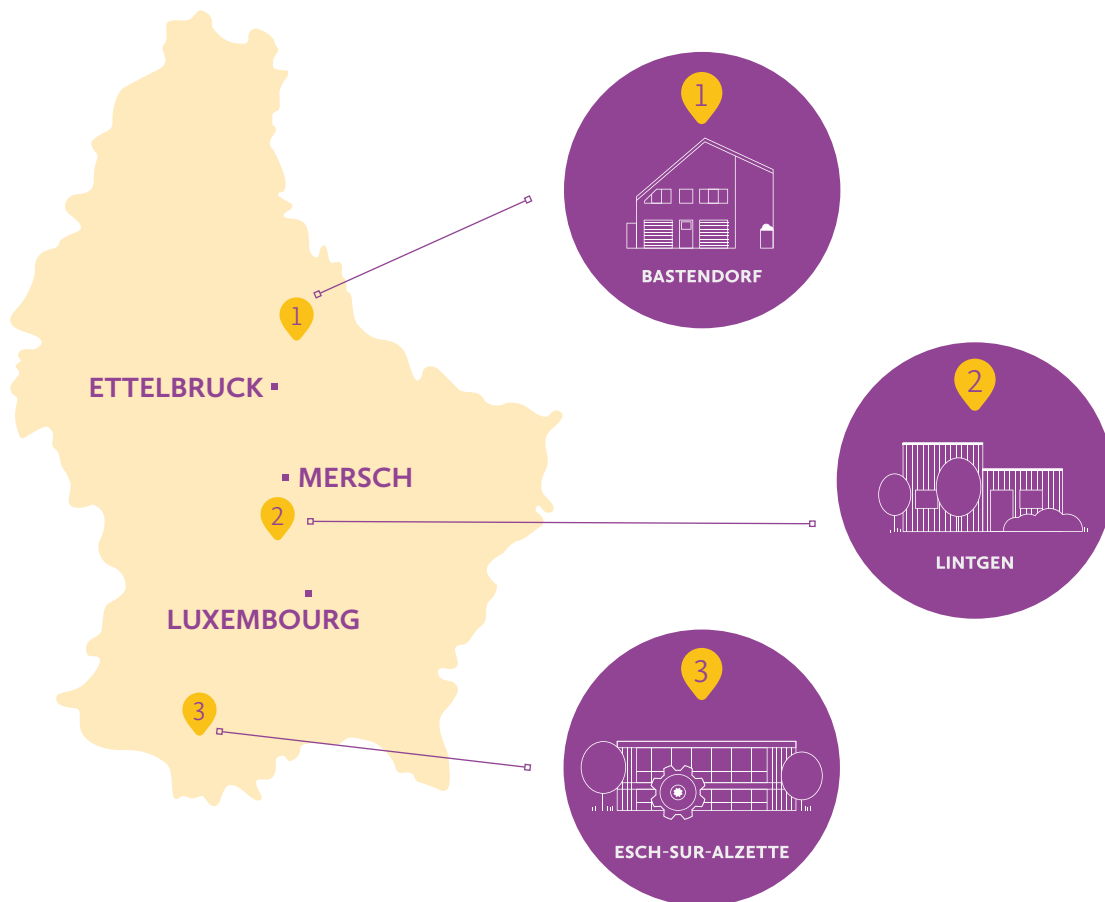 1
ETTELBRUCK
MERSCH
2
LUXEMBOURG
3
1
BASTENDORF
2
LINTGEN
3
ESCH-SUR-ALZETTE